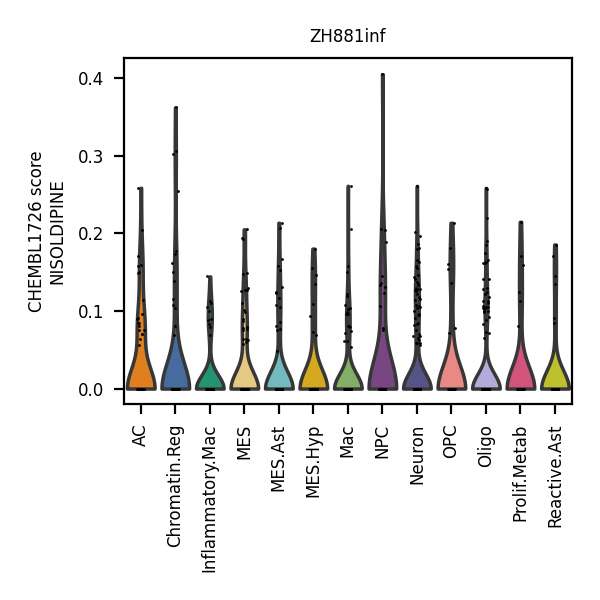 ZH881inf
CHEMBL1726 score
NISOLDIPINE
0.4
0.3
0.2
0.1
0.0
AC
Chromatin.Reg
Inflammatory.Mac
MES
MES.Ast
MES.Hyp
Mac
NPC
Neuron
OPC
Oligo
Prolif.Metab
Reactive.Ast